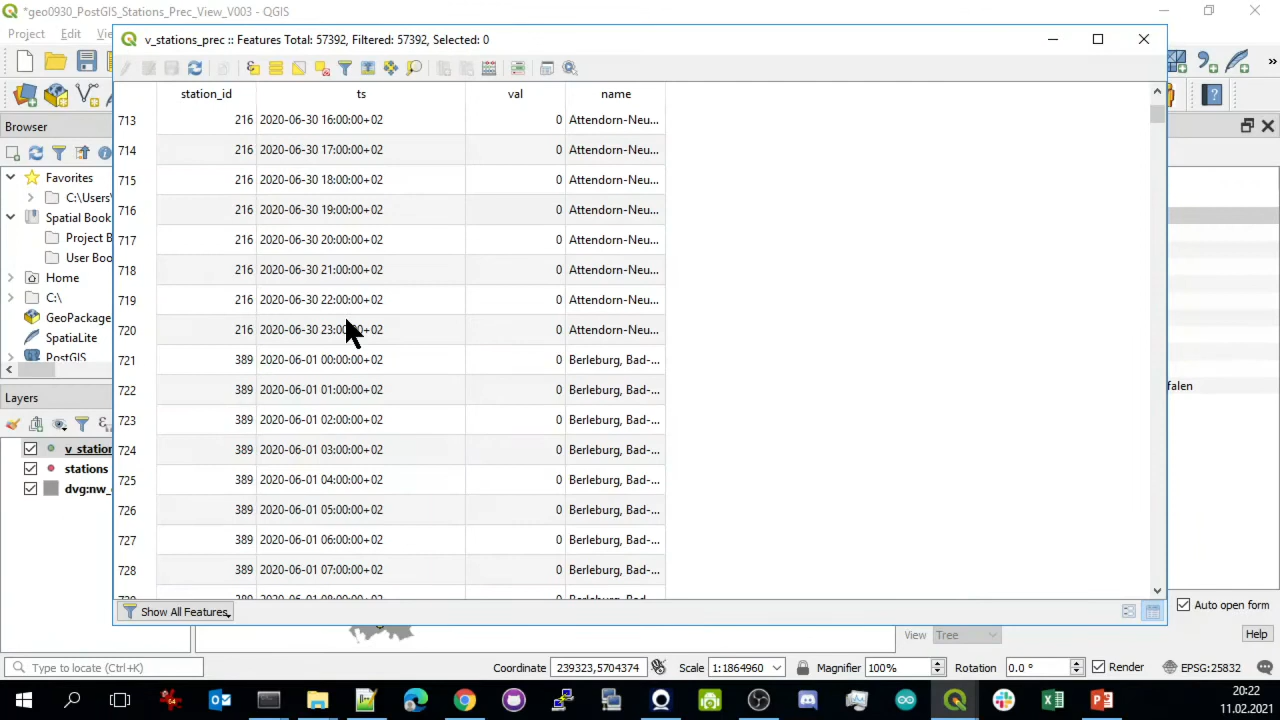 *geo0930_PostGIS_Stations_Prec_View_V003 - QGIS
Project Edit
v_stations_prec :: Features Total: 57392, Filtered: 57392, Selected: 0
station_id ts val name
713 216 2020-06-30 16:00:00+02 0 Attendorn-Neu...
714 216 2020-06-30 17:00:00+02 0 Attendorn-Neu...
715 216 2020-06-30 18:00:00+02 0 Attendorn-Neu...
716 216 2020-06-30 19:00:00+02 0 Attendorn-Neu...
717 216 2020-06-30 20:00:00+02 0 Attendorn-Neu...
718 216 2020-06-30 21:00:00+02 0 Attendorn-Neu...
719 216 2020-06-30 22:00:00+02 0 Attendorn-Neu...
720 216 2020-06-30 23:00:00+02 0 Attendorn-Neu...
721 389 2020-06-01 00:00:00+02 0 Berleburg, Bad-...
722 389 2020-06-01 01:00:00+02 0 Berleburg, Bad-...
723 389 2020-06-01 02:00:00+02 0 Berleburg, Bad-...
724 389 2020-06-01 03:00:00+02 0 Berleburg, Bad-...
725 389 2020-06-01 04:00:00+02 0 Berleburg, Bad-...
726 389 2020-06-01 05:00:00+02 0 Berleburg, Bad-...
727 389 2020-06-01 06:00:00+02 0 Berleburg, Bad-...
728 389 2020-06-01 07:00:00+02 0 Berleburg, Bad-...
Show All Features
Browser
Favorites
C:\Users\
Spatial Book
Project B
User Boo
Home
C:\
GeoPackage
SpatiaLite
PostGIS
Layers
v_station
stations
dvg:nw_
falen
Auto open form
View Tree
Help
Type to locate (Ctrl+K)
Coordinate 239323,5704374 Scale 1:1864960 Magnifier 100% Rotation 0.0 ° Render EPSG:25832
20:22
11.02.2021